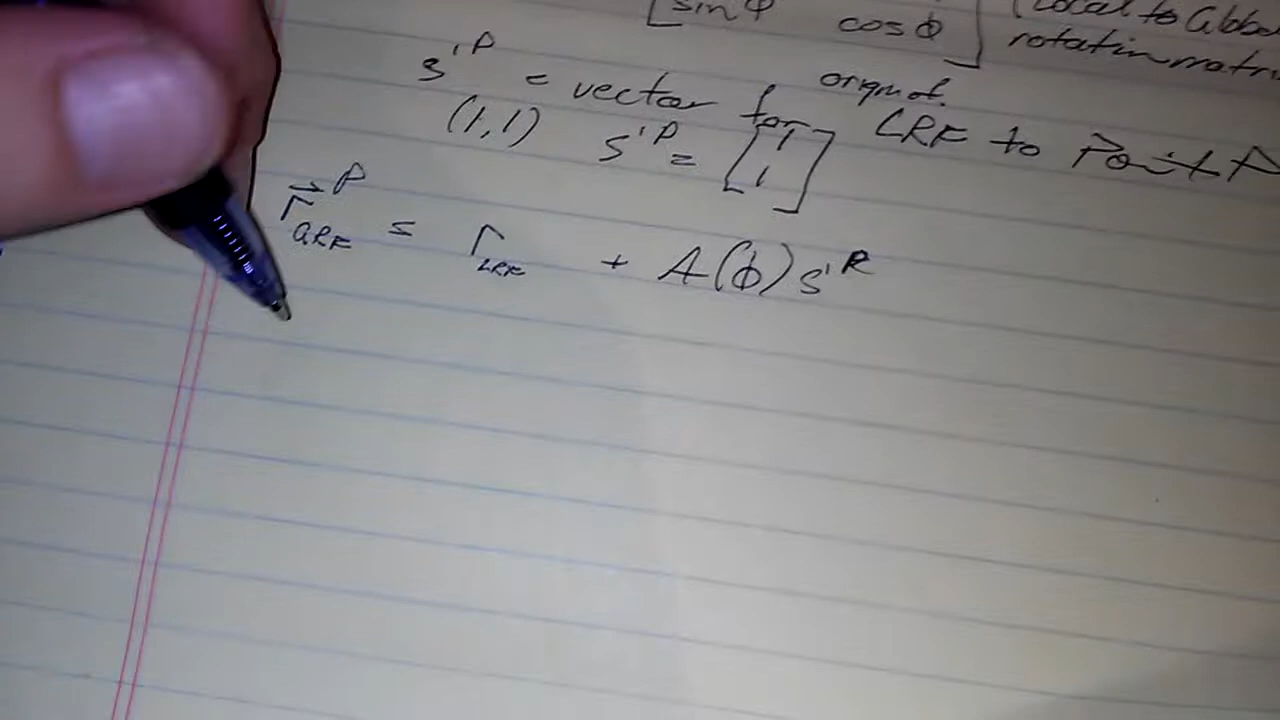 [sin φ cos φ] (Local to Global
rotation matri
s'ᴾ = vector for orgin of. LRF to Point P
(1,1) s'ᴾ = [1
1]
r⃗ᴾ GRF = r LRF + A(φ) s'ᴿ